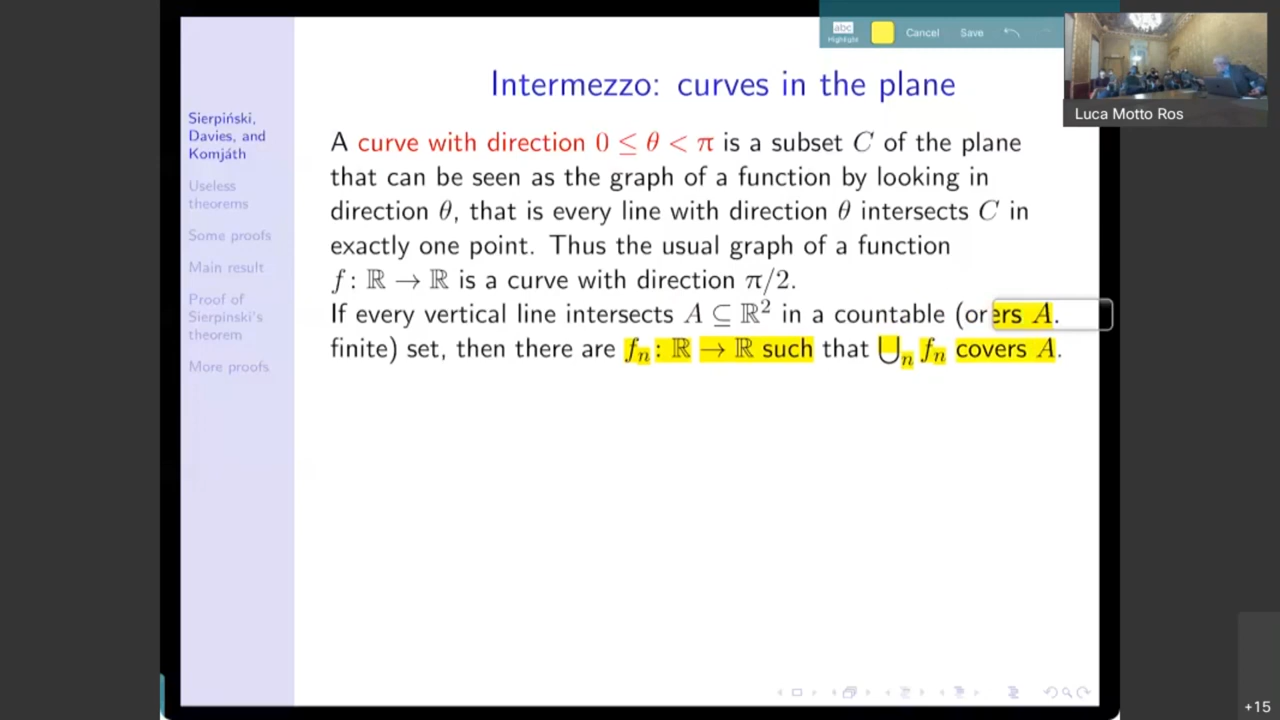 abc
Highlight
Cancel
Save
Luca Motto Ros
Intermezzo: curves in the plane
Sierpiński,
Davies, and
Komjáth
Useless
theorems
Some proofs
Main result
Proof of
Sierpinski's
theorem
More proofs
A curve with direction 0 ≤ θ < π is a subset C of the plane
that can be seen as the graph of a function by looking in
direction θ, that is every line with direction θ intersects C in
exactly one point. Thus the usual graph of a function
f: ℝ → ℝ is a curve with direction π/2.
If every vertical line intersects A ⊆ ℝ² in a countable (or ers A.
finite) set, then there are fₙ: ℝ → ℝ such that ⋃ₙ fₙ covers A.
+15